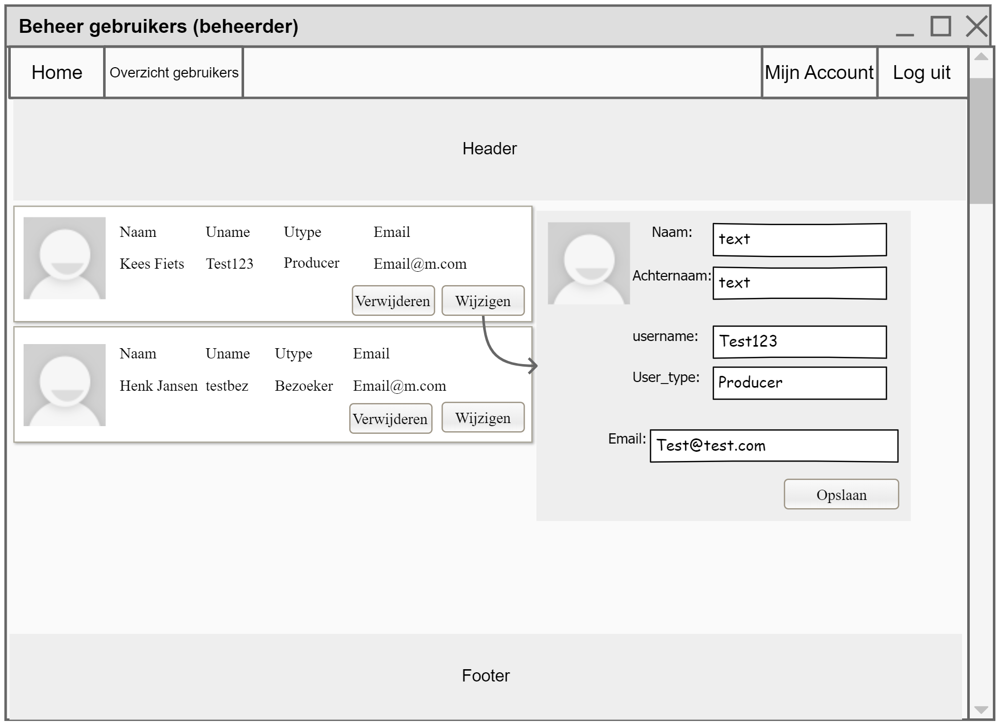 Beheer gebruikers (beheerder)
Home Overzicht gebruikers Mijn Account Log uit
Header
Naam Uname Utype Email
Kees Fiets Test123 Producer Email@m.com
Verwijderen Wijzigen
Naam Uname Utype Email
Henk Jansen testbez Bezoeker Email@m.com
Verwijderen Wijzigen
Naam: text
Achternaam: text
username: Test123
User_type: Producer
Email: Test@test.com
Opslaan
Footer